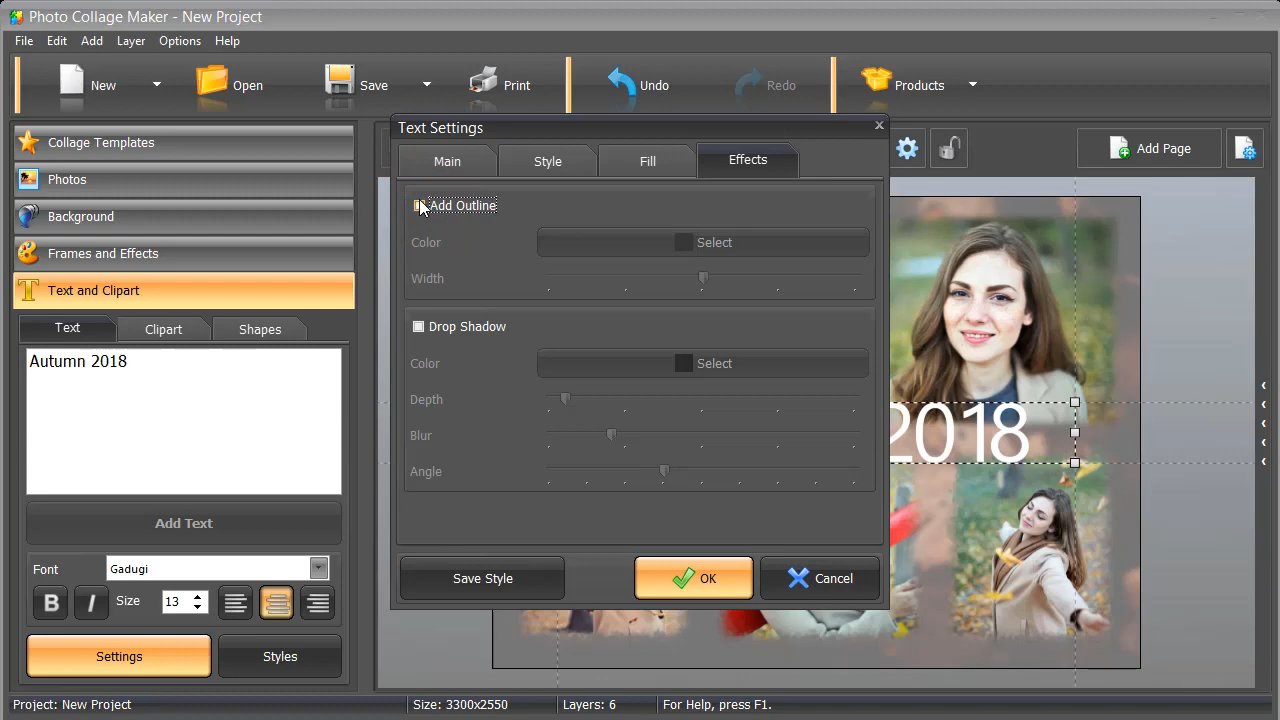 Photo Collage Maker - New Project
File Edit Add Layer Options Help
New Open Save Print Undo Redo Products
Collage Templates
Photos
Background
Frames and Effects
Text and Clipart
Text Clipart Shapes
Autumn 2018
Add Text
Font Gadugi
B I Size 13
Settings Styles
Text Settings
Main Style Fill Effects
Add Outline
Color Select
Width
Drop Shadow
Color Select
Depth
Blur
Angle
Save Style OK Cancel
Add Page
2018
Project: New Project Size: 3300x2550 Layers: 6 For Help, press F1.